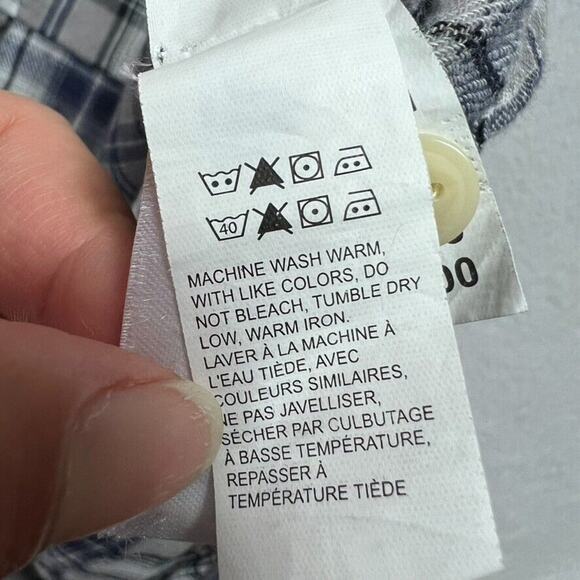 40
MACHINE WASH WARM,
WITH LIKE COLORS, DO
NOT BLEACH, TUMBLE DRY
LOW, WARM IRON.
LAVER À LA MACHINE À
L'EAU TIÈDE, AVEC
COULEURS SIMILAIRES,
NE PAS JAVELLISER,
SÉCHER PAR CULBUTAGE
À BASSE TEMPÉRATURE,
REPASSER À
TEMPÉRATURE TIÈDE